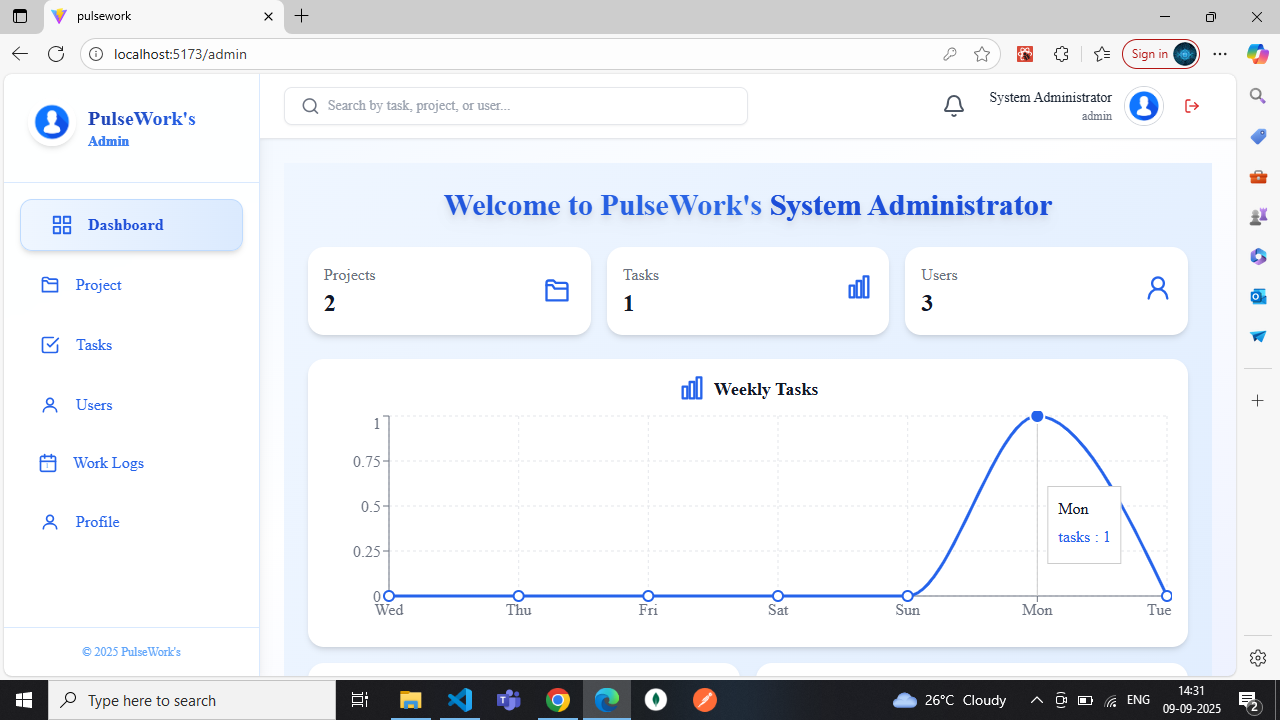 pulsework
localhost:5173/admin
Sign in
PulseWork's
Admin
Search by task, project, or user...
System Administrator
admin
Dashboard
Project
Tasks
Users
Work Logs
Profile
© 2025 PulseWork's
Welcome to PulseWork's System Administrator
Projects
2
Tasks
1
Users
3
Weekly Tasks
1
0.75
0.5
0.25
0
Wed Thu Fri Sat Sun Mon Tue
Mon
tasks : 1
Type here to search
26°C Cloudy
ENG
14:31
09-09-2025
2